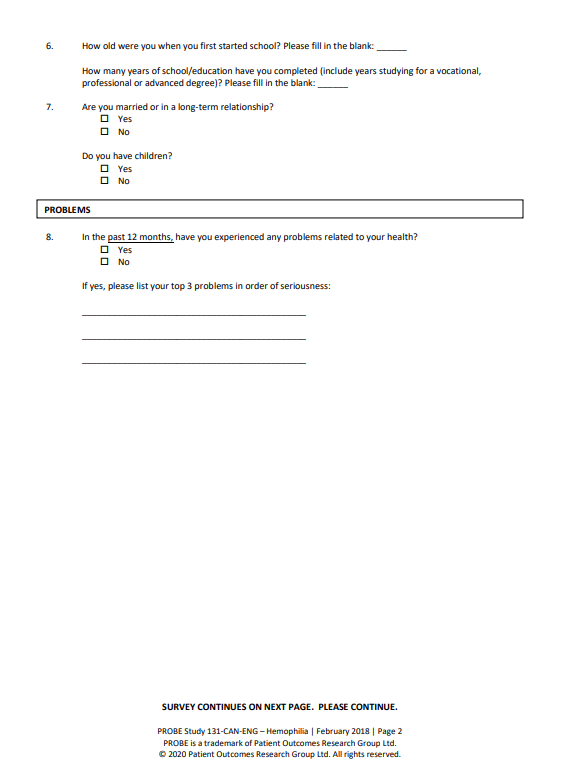 6. How old were you when you first started school? Please fill in the blank: ______
How many years of school/education have you completed (include years studying for a vocational,
professional or advanced degree)? Please fill in the blank: ______
7. Are you married or in a long-term relationship?
☐ Yes
☐ No
Do you have children?
☐ Yes
☐ No
PROBLEMS
8. In the past 12 months, have you experienced any problems related to your health?
☐ Yes
☐ No
If yes, please list your top 3 problems in order of seriousness:
SURVEY CONTINUES ON NEXT PAGE. PLEASE CONTINUE.
PROBE Study 131-CAN-ENG – Hemophilia | February 2018 | Page 2
PROBE is a trademark of Patient Outcomes Research Group Ltd.
© 2020 Patient Outcomes Research Group Ltd. All rights reserved.